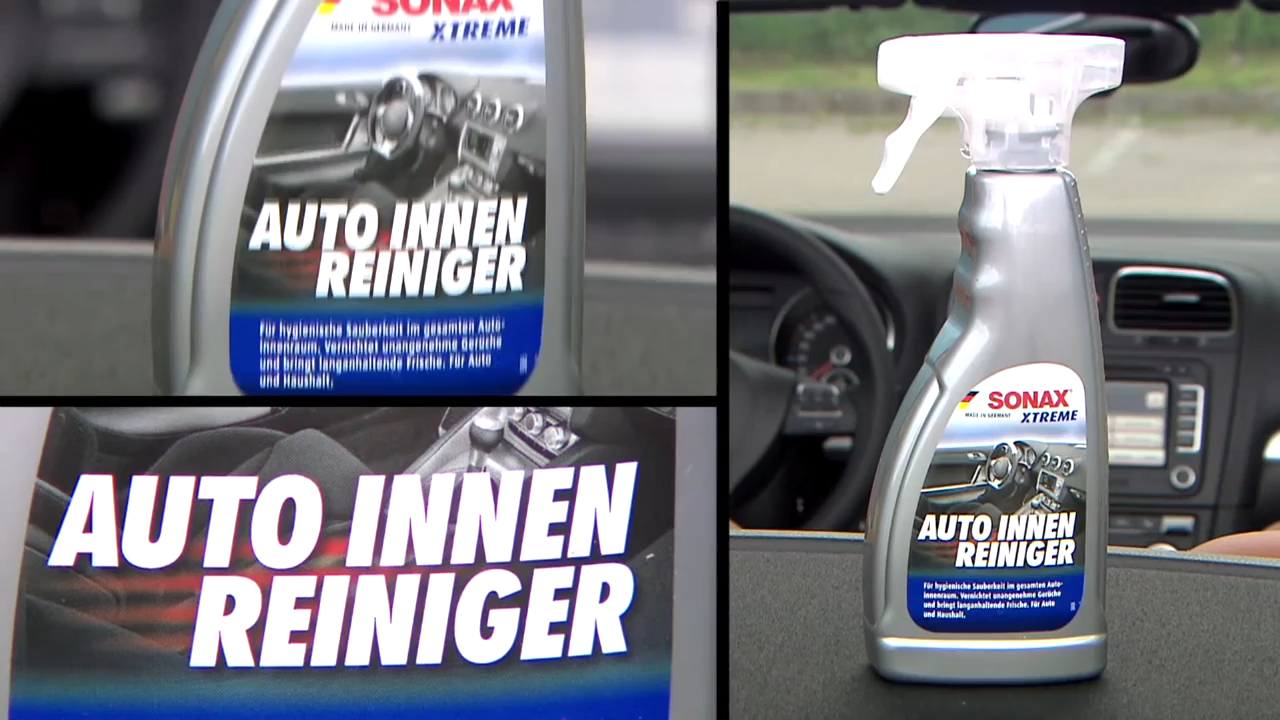 SONAX
MADE IN GERMANY
XTREME
AUTO INNEN
REINIGER
Für hygienische Sauberkeit im gesamten Auto-
innenraum. Vernichtet unangenehme Gerüche
und bringt langanhaltende Frische. Für Auto
und Haushalt.
AUTO INNEN
REINIGER
SONAX
MADE IN GERMANY
XTREME
AUTO INNEN
REINIGER
Für hygienische Sauberkeit im gesamten Auto-
innenraum. Vernichtet unangenehme Gerüche
und bringt langanhaltende Frische. Für Auto
und Haushalt.